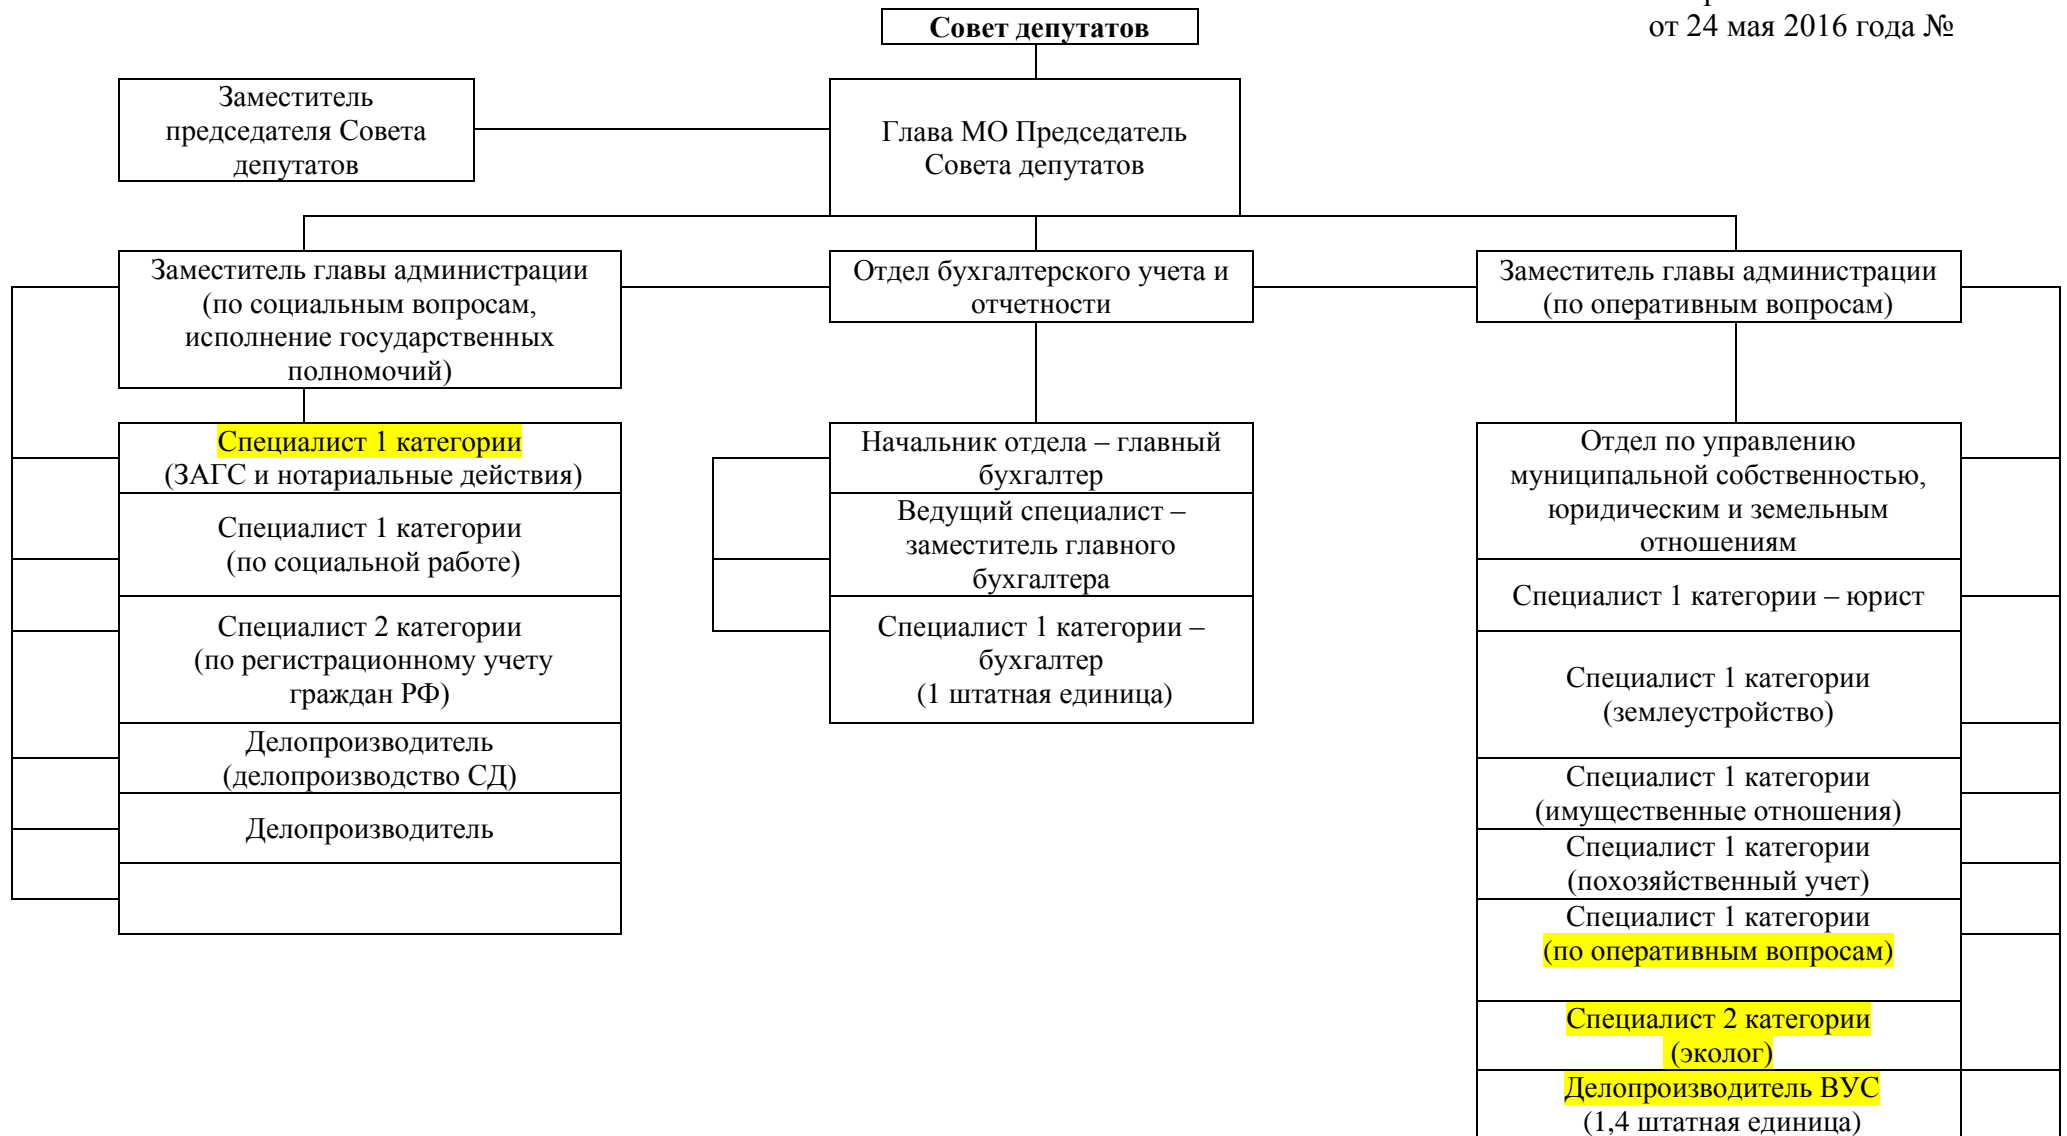 от 24 мая 2016 года №
Совет депутатов
Заместитель
председателя Совета
депутатов
Глава МО Председатель
Совета депутатов
Заместитель главы администрации
(по социальным вопросам,
исполнение государственных
полномочий)
Отдел бухгалтерского учета и
отчетности
Заместитель главы администрации
(по оперативным вопросам)
Специалист 1 категории
(ЗАГС и нотариальные действия)
Специалист 1 категории
(по социальной работе)
Специалист 2 категории
(по регистрационному учету
граждан РФ)
Делопроизводитель
(делопроизводство СД)
Делопроизводитель
Начальник отдела – главный
бухгалтер
Ведущий специалист –
заместитель главного
бухгалтера
Специалист 1 категории –
бухгалтер
(1 штатная единица)
Отдел по управлению
муниципальной собственностью,
юридическим и земельным
отношениям
Специалист 1 категории – юрист
Специалист 1 категории
(землеустройство)
Специалист 1 категории
(имущественные отношения)
Специалист 1 категории
(похозяйственный учет)
Специалист 1 категории
(по оперативным вопросам)
Специалист 2 категории
(эколог)
Делопроизводитель ВУС
(1,4 штатная единица)